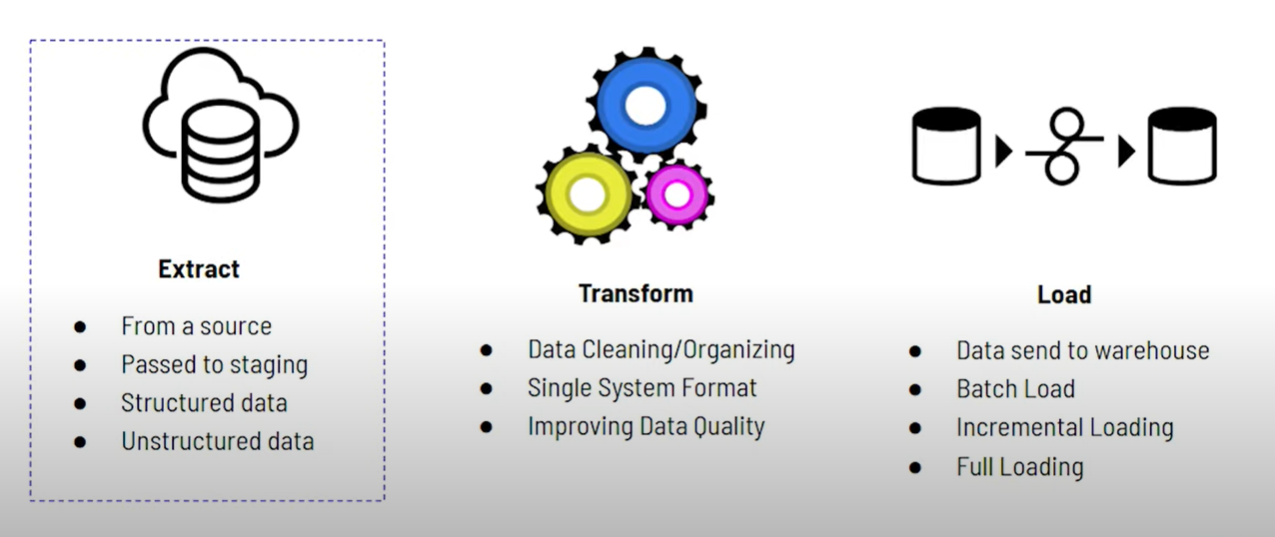 Extract
● From a source
● Passed to staging
● Structured data
● Unstructured data
Transform
● Data Cleaning/Organizing
● Single System Format
● Improving Data Quality
Load
● Data send to warehouse
● Batch Load
● Incremental Loading
● Full Loading